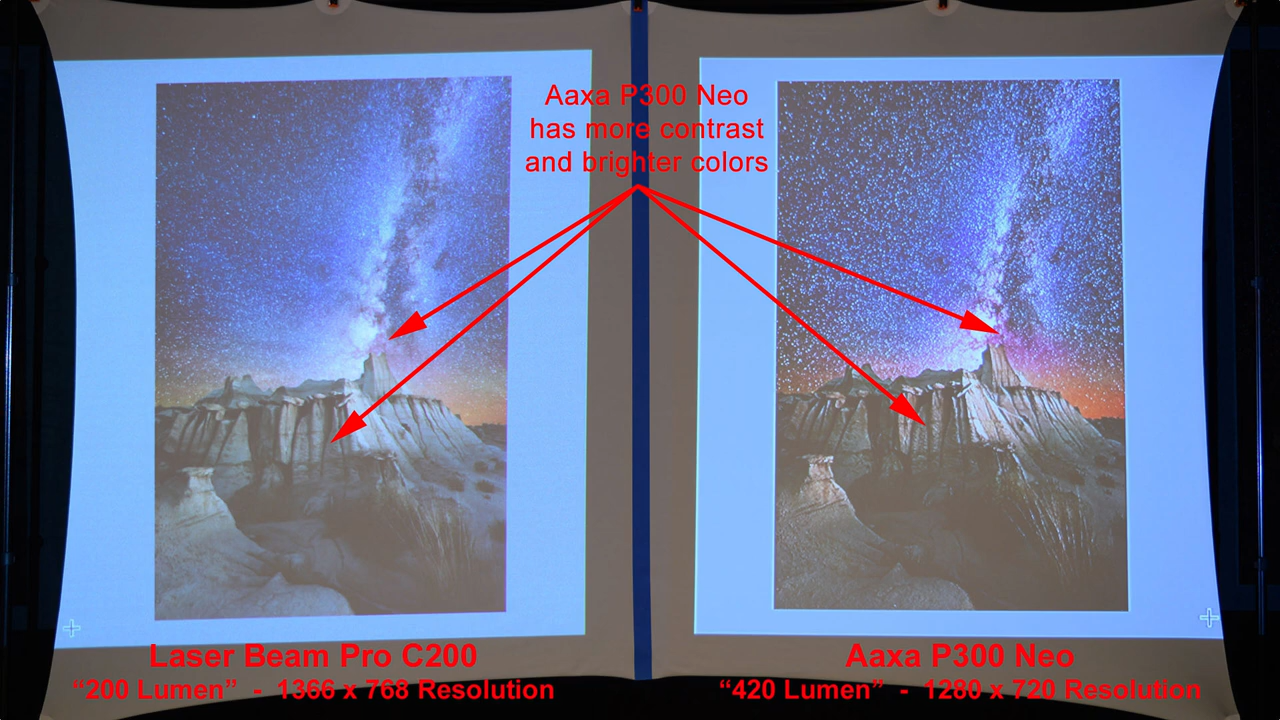 Aaxa P300 Neo
has more contrast
and brighter colors
Laser Beam Pro C200
“200 Lumen” - 1366 x 768 Resolution
Aaxa P300 Neo
“420 Lumen” - 1280 x 720 Resolution